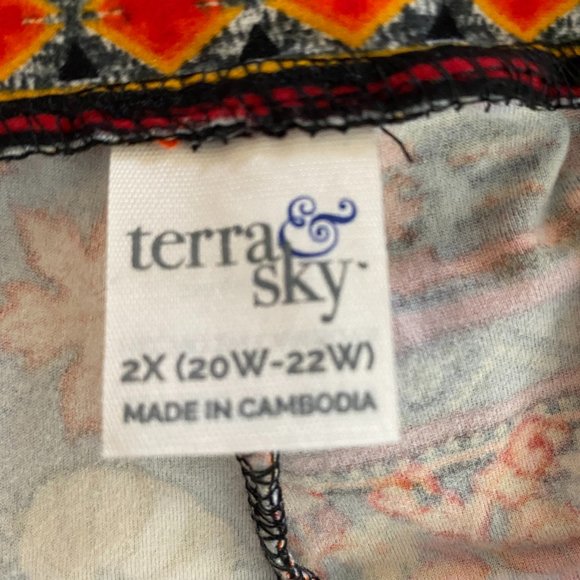 terra &
sky
2X (20W-22W)
MADE IN CAMBODIA